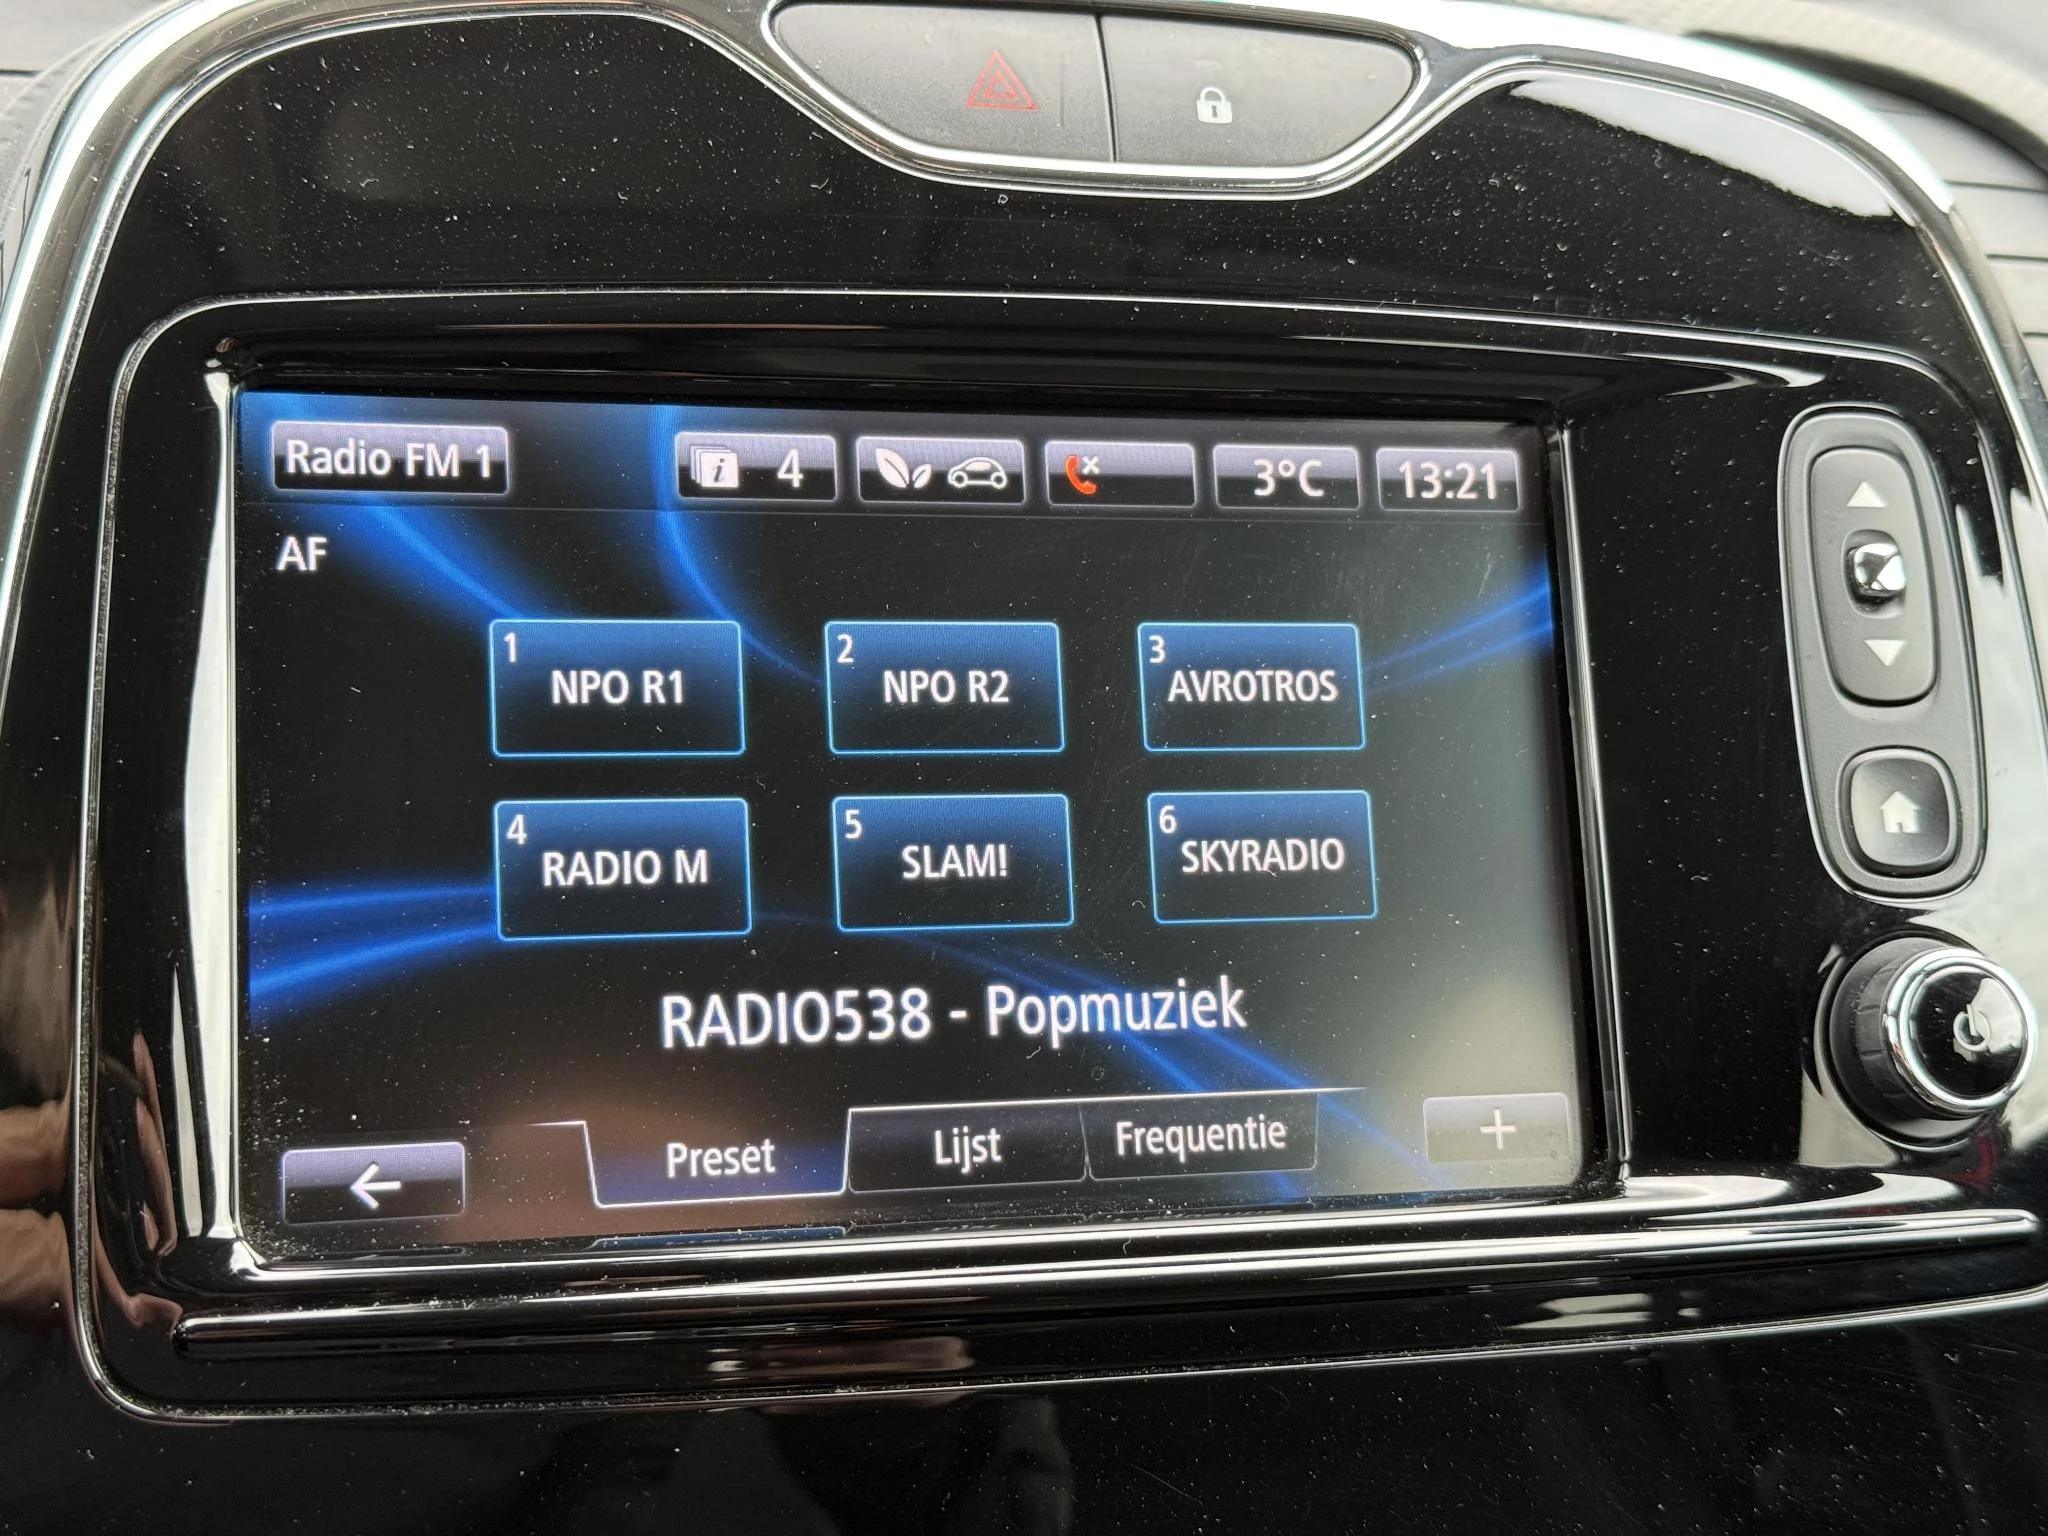 Radio FM 1
4
3°C
13:21
AF
1
NPO R1
2
NPO R2
3
AVROTROS
4
RADIO M
5
SLAM!
6
SKYRADIO
RADIO538 - Popmuziek
Preset
Lijst
Frequentie
+